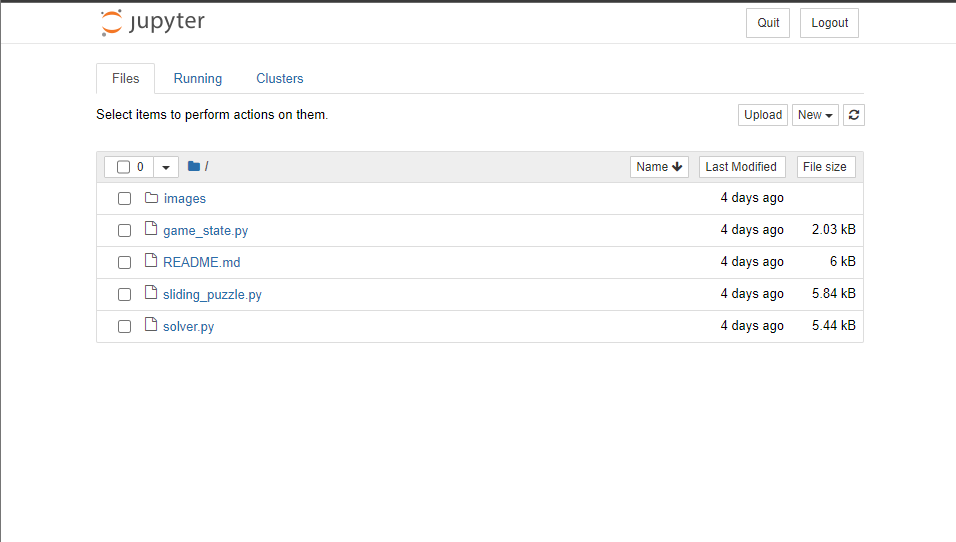 jupyter Quit Logout
Files Running Clusters
Select items to perform actions on them. Upload New
0 / Name Last Modified File size
images 4 days ago
game_state.py 4 days ago 2.03 kB
README.md 4 days ago 6 kB
sliding_puzzle.py 4 days ago 5.84 kB
solver.py 4 days ago 5.44 kB